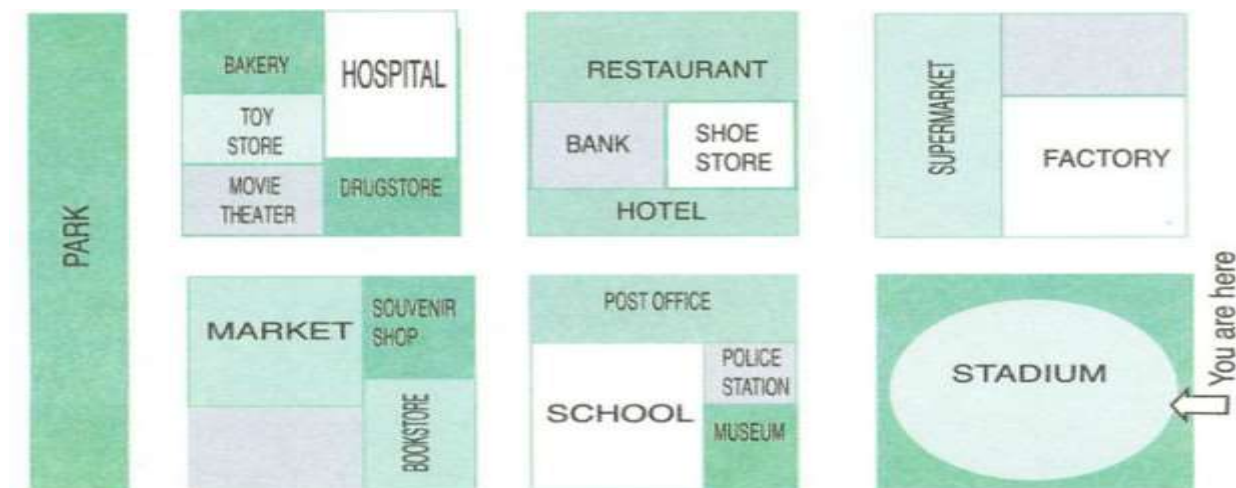 PARK
BAKERY
HOSPITAL
TOY
STORE
MOVIE
THEATER
DRUGSTORE
RESTAURANT
BANK
SHOE
STORE
HOTEL
SUPERMARKET
FACTORY
MARKET
SOUVENIR
SHOP
BOOKSTORE
POST OFFICE
SCHOOL
POLICE
STATION
MUSEUM
STADIUM
You are here